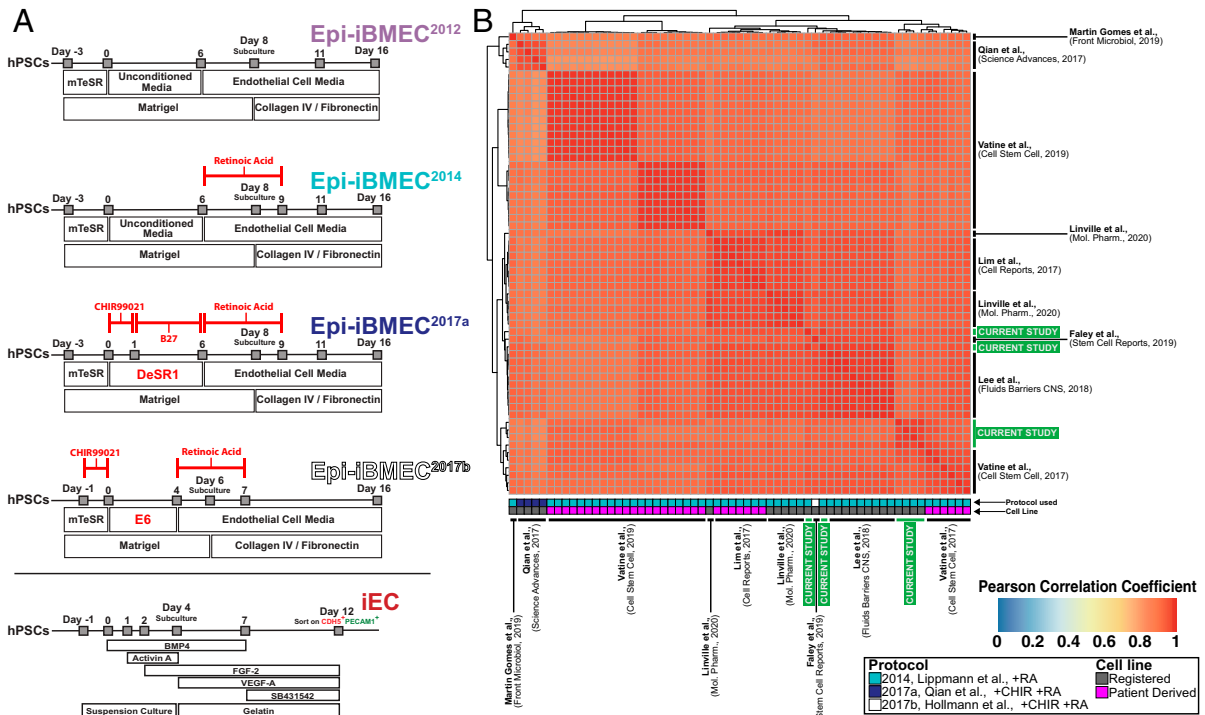 A
Epi-iBMEC2012
Day -3
0
6
Day 8
Subculture
11
Day 16
hPSCs
mTeSR
Unconditioned
Media
Endothelial Cell Media
Matrigel
Collagen IV / Fibronectin
Retinoic Acid
Epi-iBMEC2014
Day -3
0
6
Day 8
Subculture
9
11
Day 16
hPSCs
mTeSR
Unconditioned
Media
Endothelial Cell Media
Matrigel
Collagen IV / Fibronectin
CHIR99021
B27
Retinoic Acid
Epi-iBMEC2017a
Day -3
0
1
6
Day 8
Subculture
9
11
Day 16
hPSCs
mTeSR
DeSR1
Endothelial Cell Media
Matrigel
Collagen IV / Fibronectin
CHIR99021
Retinoic Acid
Epi-iBMEC2017b
Day -1
0
4
Day 6
Subculture
7
Day 16
hPSCs
mTeSR
E6
Endothelial Cell Media
Matrigel
Collagen IV / Fibronectin
iEC
Day -1
0
1
2
Day 4
Subculture
7
Day 12
Sort on CDH5+PECAM1+
hPSCs
BMP4
Activin A
FGF-2
VEGF-A
SB431542
Suspension Culture
Gelatin
B
Martin Gomes et al.,
(Front Microbiol, 2019)
Qian et al.,
(Science Advances, 2017)
Vatine et al.,
(Cell Stem Cell, 2019)
Linville et al.,
(Mol. Pharm., 2020)
Lim et al.,
(Cell Reports, 2017)
Linville et al.,
(Mol. Pharm., 2020)
CURRENT STUDY
Faley et al.,
(Stem Cell Reports, 2019)
CURRENT STUDY
Lee et al.,
(Fluids Barriers CNS, 2018)
CURRENT STUDY
Vatine et al.,
(Cell Stem Cell, 2017)
Protocol used
Cell Line
Martin Gomes et al.,
(Front Microbiol, 2019)
Qian et al.,
(Science Advances, 2017)
Vatine et al.,
(Cell Stem Cell, 2019)
Linville et al.,
(Mol. Pharm., 2020)
Lim et al.,
(Cell Reports, 2017)
Linville et al.,
(Mol. Pharm., 2020)
CURRENT STUDY
Faley et al.,
Stem Cell Reports, 2019)
CURRENT STUDY
Lee et al.,
(Fluids Barriers CNS, 2018)
CURRENT STUDY
Vatine et al.,
(Cell Stem Cell, 2017)
Pearson Correlation Coefficient
0 0.2 0.4 0.6 0.8 1
Protocol
2014, Lippmann et al., +RA
2017a, Qian et al., +CHIR +RA
2017b, Hollmann et al., +CHIR +RA
Cell line
Registered
Patient Derived